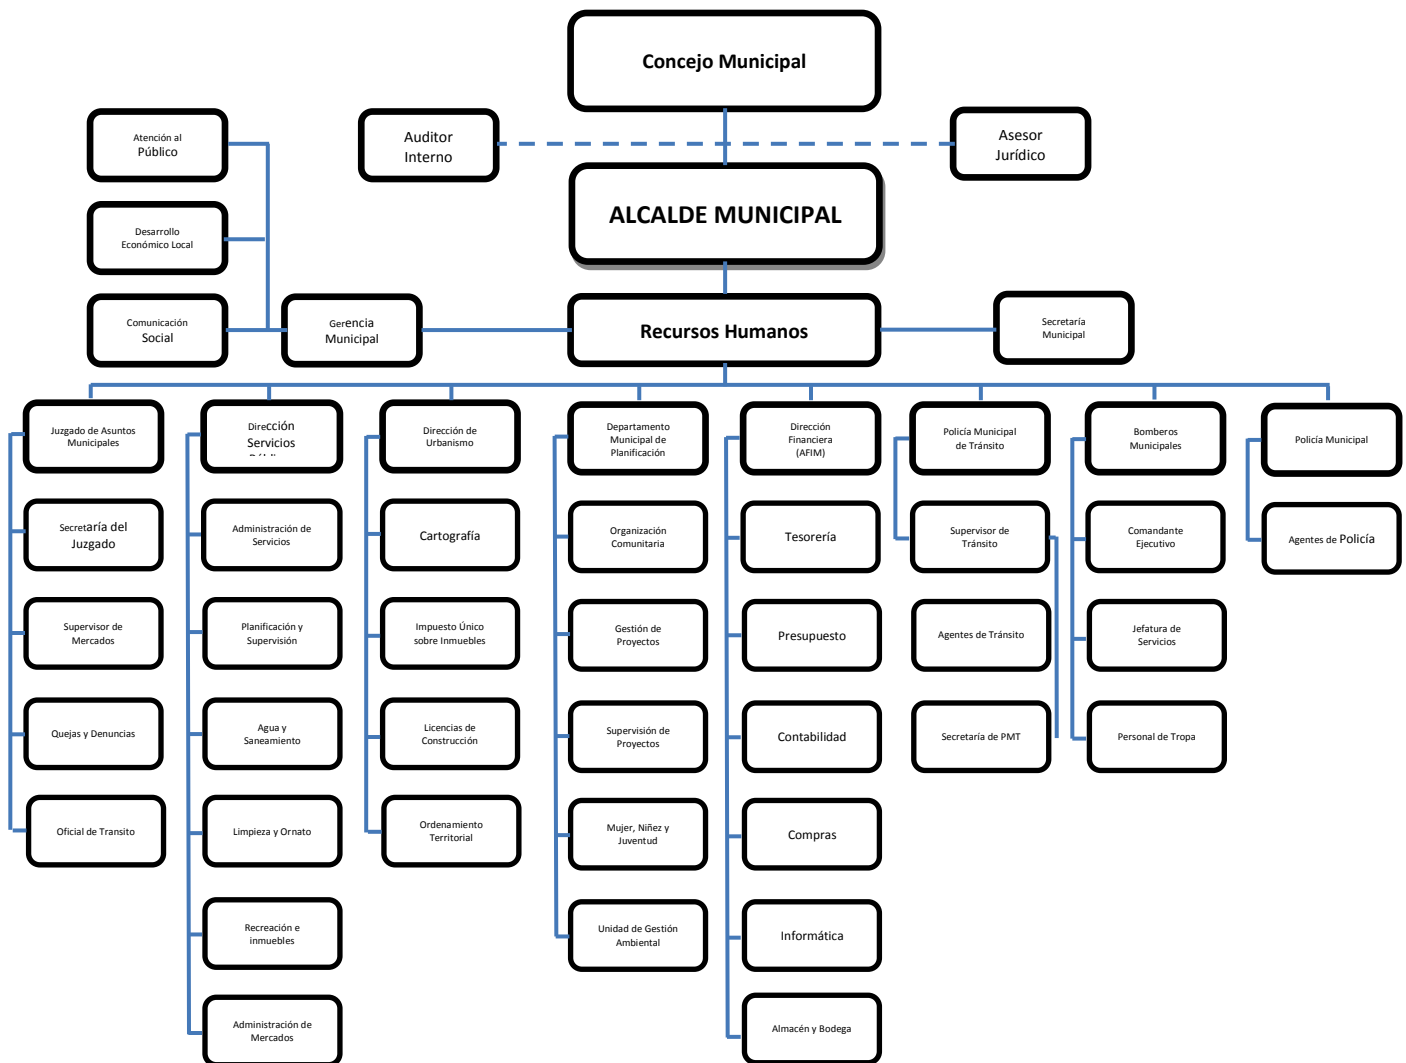 Concejo Municipal
Atención al
Público
Auditor
Interno
Asesor
Jurídico
ALCALDE MUNICIPAL
Desarrollo
Económico Local
Comunicación
Social
Gerencia
Municipal
Recursos Humanos
Secretaría
Municipal
Juzgado de Asuntos
Municipales
Dirección
Servicios
Dirección de
Urbanismo
Departamento
Municipal de
Planificación
Dirección
Financiera
(AFIM)
Policía Municipal
de Tránsito
Bomberos
Municipales
Policía Municipal
Secretaría del
Juzgado
Administración de
Servicios
Cartografía
Organización
Comunitaria
Tesorería
Supervisor de
Tránsito
Comandante
Ejecutivo
Agentes de Policía
Supervisor de
Mercados
Planificación y
Supervisión
Impuesto Único
sobre Inmuebles
Gestión de
Proyectos
Presupuesto
Agentes de Tránsito
Jefatura de
Servicios
Quejas y Denuncias
Agua y
Saneamiento
Licencias de
Construcción
Supervisión de
Proyectos
Contabilidad
Secretaría de PMT
Personal de Tropa
Oficial de Transito
Limpieza y Ornato
Ordenamiento
Territorial
Mujer, Niñez y
Juventud
Compras
Recreación e
inmuebles
Unidad de Gestión
Ambiental
Informática
Administración de
Mercados
Almacén y Bodega